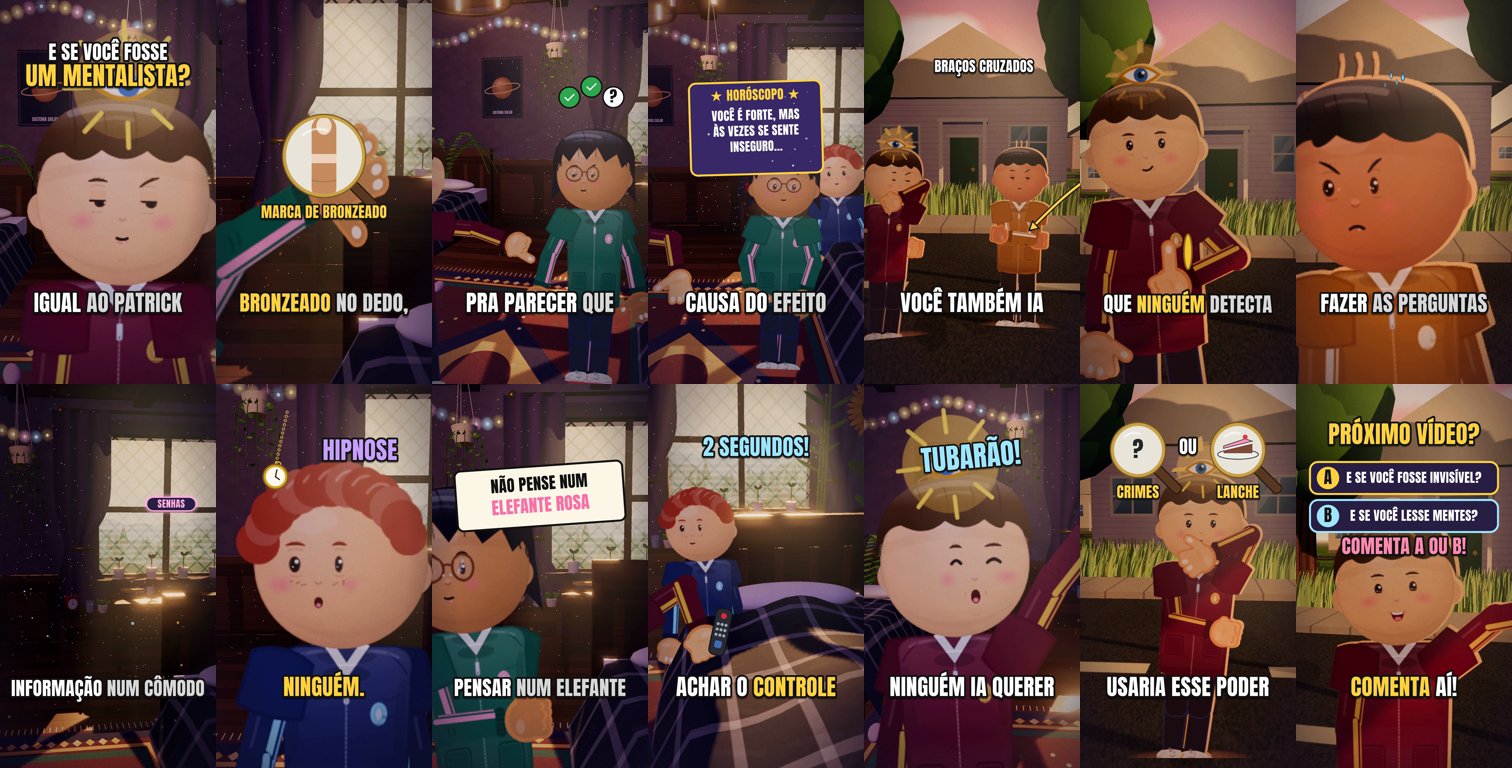 E SE VOCÊ FOSSE
UM MENTALISTA?
SISTEMA SOLAR
IGUAL AO PATRICK
MARCA DE BRONZEADO
BRONZEADO NO DEDO,
?
SISTEMA SOLAR
PRA PARECER QUE
★ HORÓSCOPO ★
VOCÊ É FORTE, MAS
ÀS VEZES SE SENTE
INSEGURO...
CAUSA DO EFEITO
BRAÇOS CRUZADOS
VOCÊ TAMBÉM IA
QUE NINGUÉM DETECTA
FAZER AS PERGUNTAS
SENHAS
INFORMAÇÃO NUM CÔMODO
HIPNOSE
NINGUÉM.
NÃO PENSE NUM
ELEFANTE ROSA
PENSAR NUM ELEFANTE
2 SEGUNDOS!
ACHAR O CONTROLE
TUBARÃO!
NINGUÉM IA QUERER
? OU
CRIMES LANCHE
USARIA ESSE PODER
PRÓXIMO VÍDEO?
A E SE VOCÊ FOSSE INVISÍVEL?
B E SE VOCÊ LESSE MENTES?
COMENTA A OU B!
COMENTA AÍ!